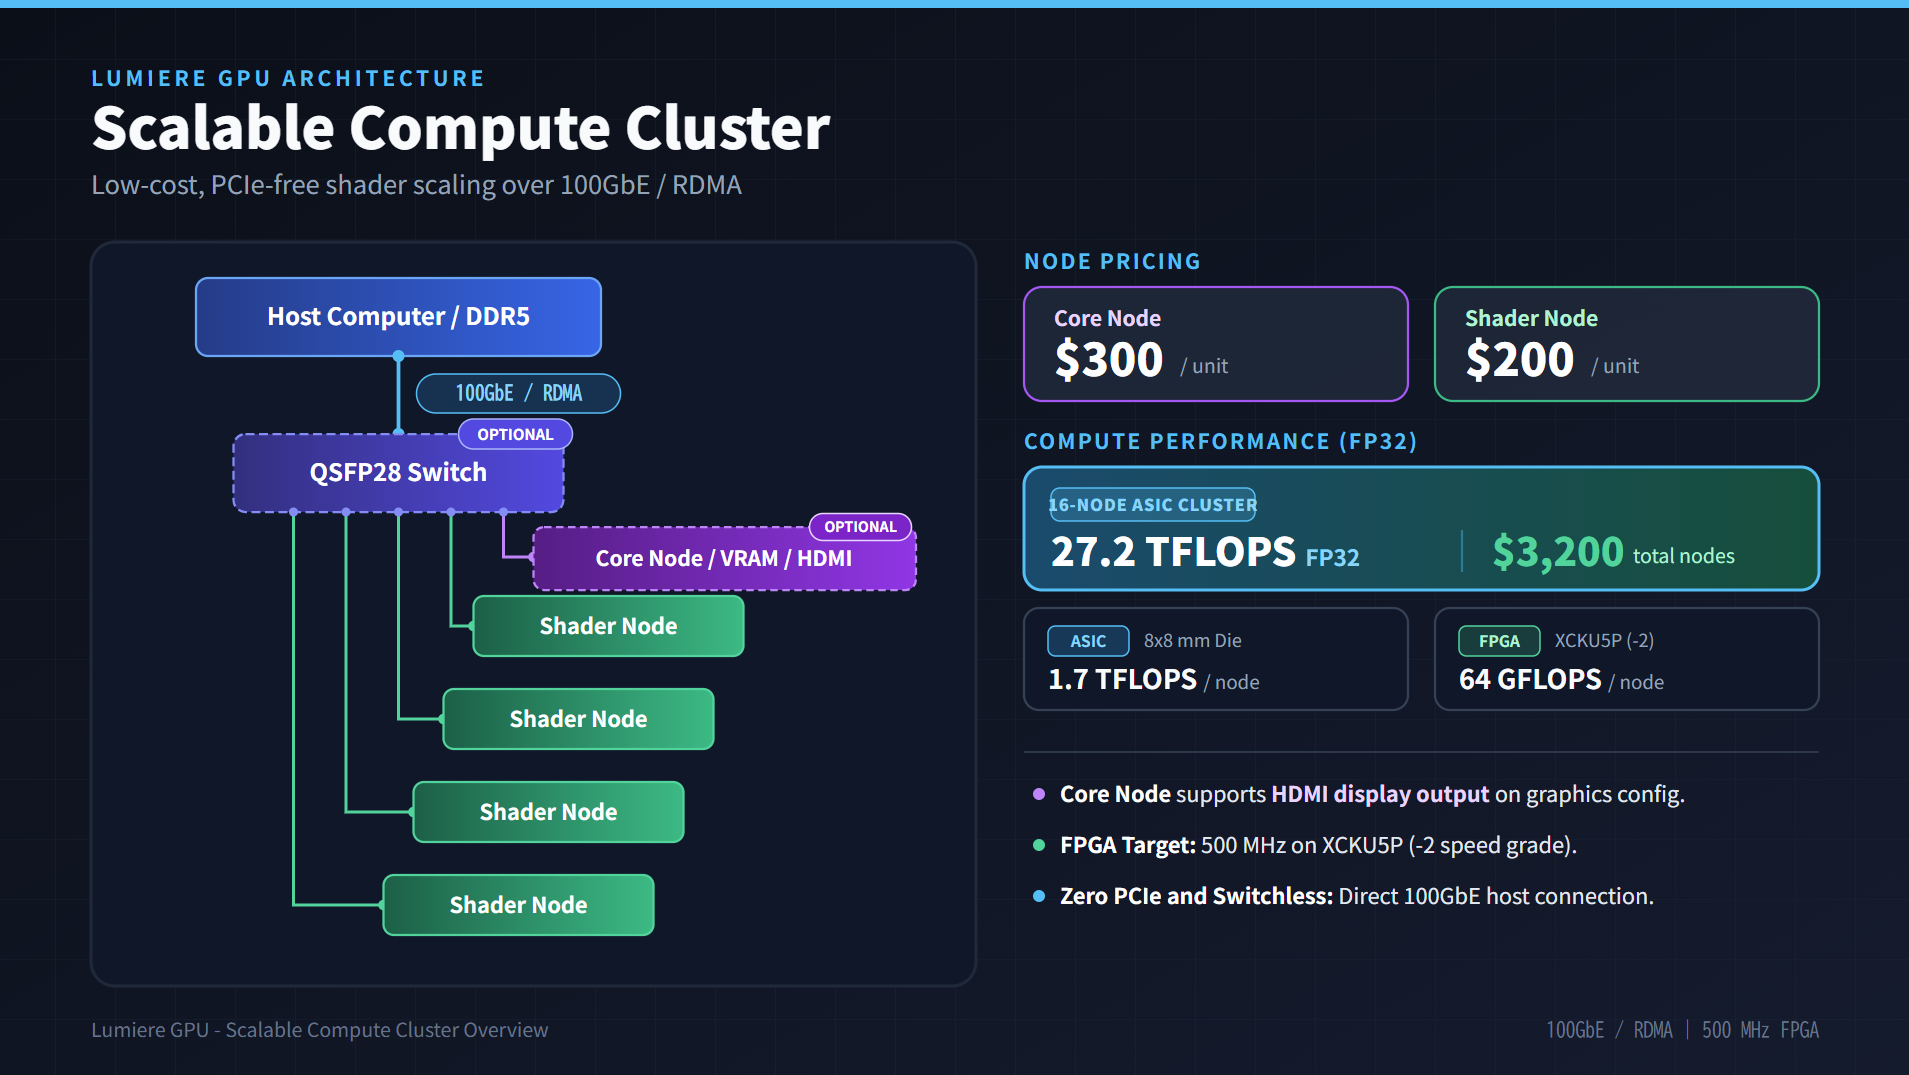 LUMIERE GPU ARCHITECTURE
Scalable Compute Cluster
Low-cost, PCIe-free shader scaling over 100GbE / RDMA
Host Computer / DDR5
100GbE / RDMA
OPTIONAL
QSFP28 Switch
OPTIONAL
Core Node / VRAM / HDMI
Shader Node
Shader Node
Shader Node
Shader Node
NODE PRICING
Core Node
$300 / unit
Shader Node
$200 / unit
COMPUTE PERFORMANCE (FP32)
16-NODE ASIC CLUSTER
27.2 TFLOPS FP32
$3,200 total nodes
ASIC 8x8 mm Die
1.7 TFLOPS / node
FPGA XCKU5P (-2)
64 GFLOPS / node
Core Node supports HDMI display output on graphics config.
FPGA Target: 500 MHz on XCKU5P (-2 speed grade).
Zero PCIe and Switchless: Direct 100GbE host connection.
Lumiere GPU - Scalable Compute Cluster Overview
100GbE / RDMA | 500 MHz FPGA